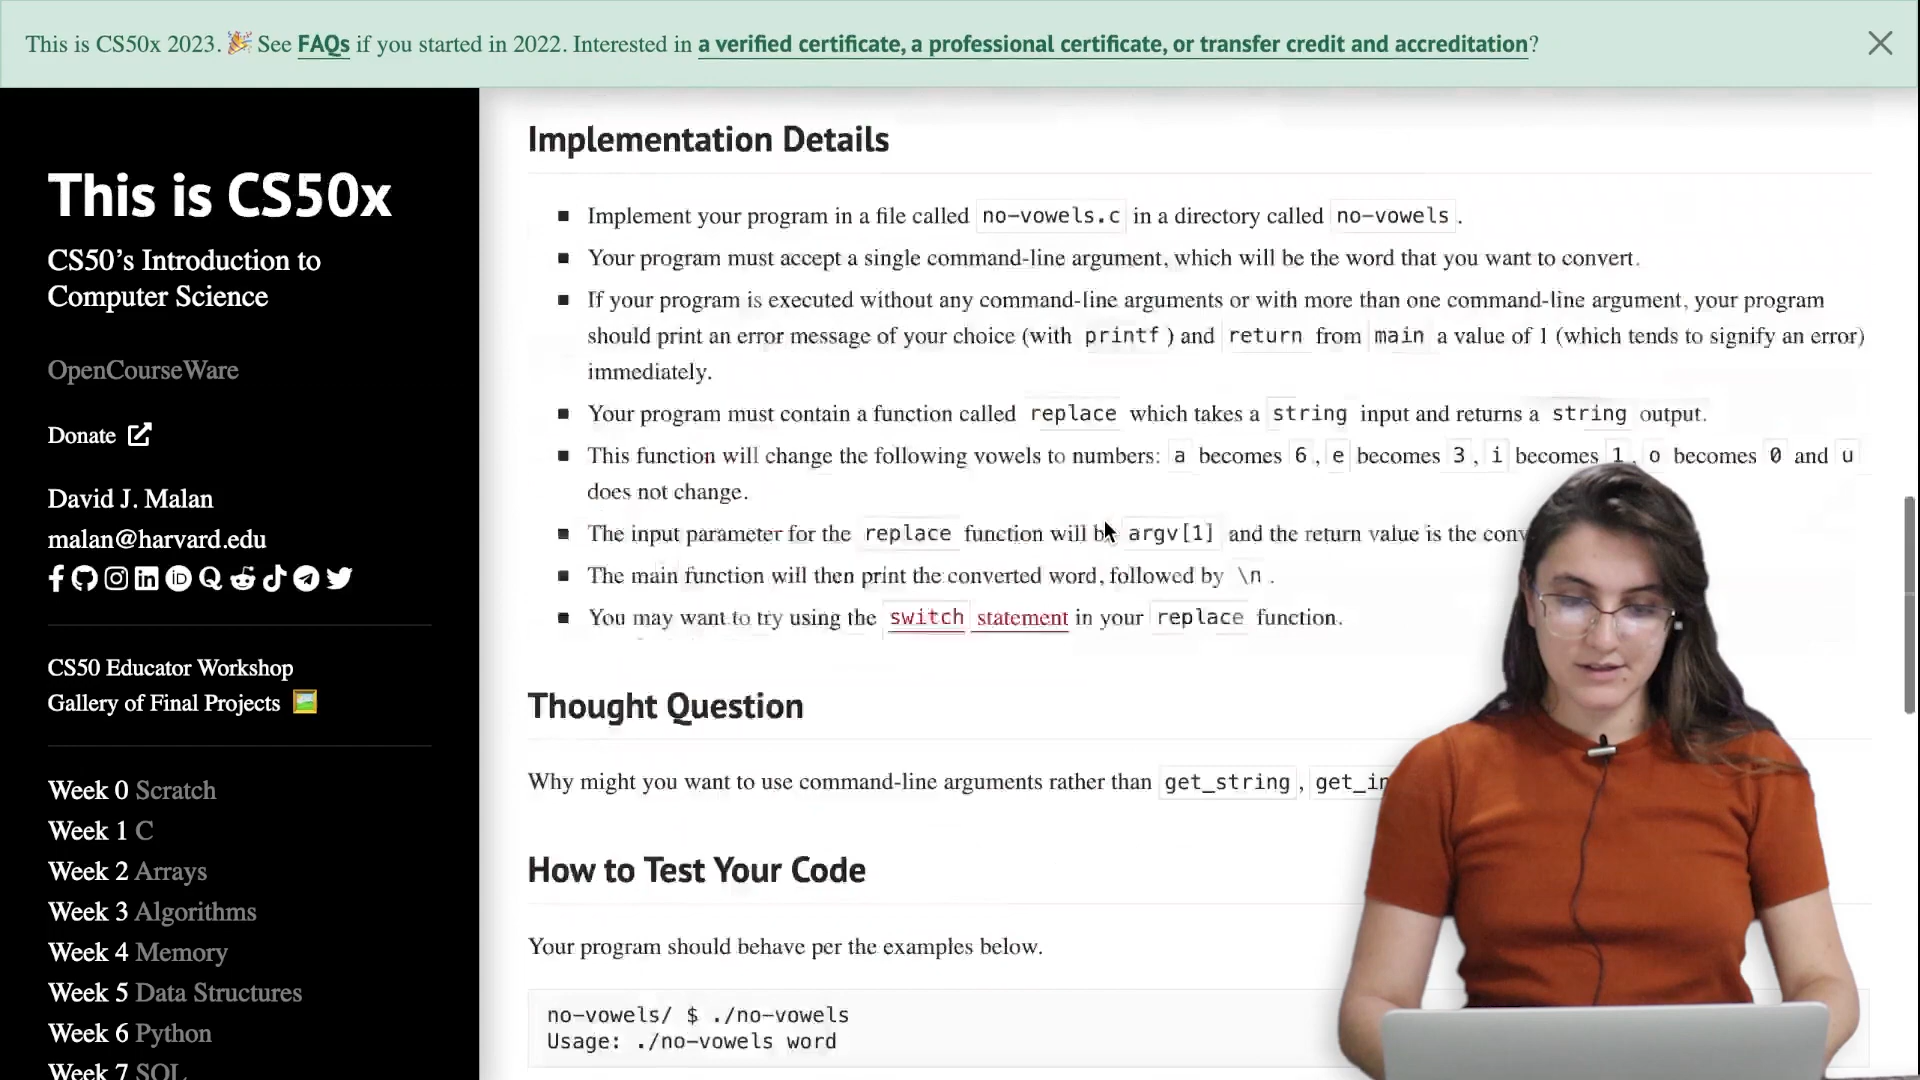 This is CS50x 2023. 🎉 See FAQs if you started in 2022. Interested in a verified certificate, a professional certificate, or transfer credit and accreditation?
This is CS50x
CS50’s Introduction to
Computer Science
OpenCourseWare
Donate
David J. Malan
malan@harvard.edu
CS50 Educator Workshop
Gallery of Final Projects 🖼️
Week 0 Scratch
Week 1 C
Week 2 Arrays
Week 3 Algorithms
Week 4 Memory
Week 5 Data Structures
Week 6 Python
Week 7 SQL
Implementation Details
Implement your program in a file called no-vowels.c in a directory called no-vowels.
Your program must accept a single command-line argument, which will be the word that you want to convert.
If your program is executed without any command-line arguments or with more than one command-line argument, your program
should print an error message of your choice (with printf) and return from main a value of 1 (which tends to signify an error)
immediately.
Your program must contain a function called replace which takes a string input and returns a string output.
This function will change the following vowels to numbers: a becomes 6, e becomes 3, i becomes 1, o becomes 0 and u
does not change.
The input parameter for the replace function will be argv[1] and the return value is the
The main function will then print the converted word, followed by \n.
You may want to try using the switch statement in your replace function.
Thought Question
Why might you want to use command-line arguments rather than get_string,
How to Test Your Code
Your program should behave per the examples below.
no-vowels/ $ ./no-vowels
Usage: ./no-vowels word